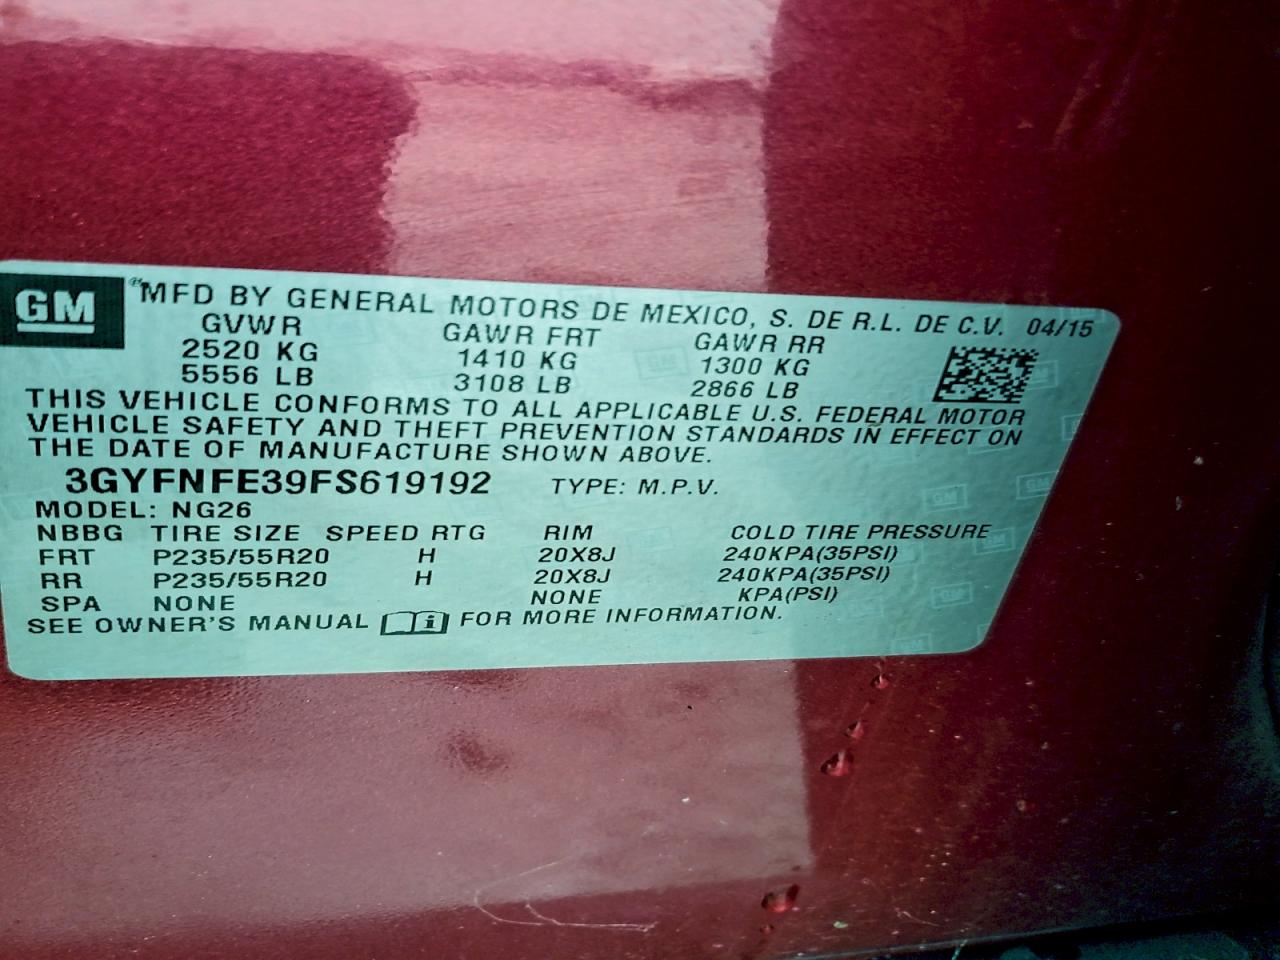 GM MFD BY GENERAL MOTORS DE MEXICO, S. DE R.L. DE C.V. 04/15
GVWR GAWR FRT GAWR RR
2520 KG 1410 KG 1300 KG
5556 LB 3108 LB 2866 LB
THIS VEHICLE CONFORMS TO ALL APPLICABLE U.S. FEDERAL MOTOR
VEHICLE SAFETY AND THEFT PREVENTION STANDARDS IN EFFECT ON
THE DATE OF MANUFACTURE SHOWN ABOVE.
3GYFNFE39FS619192 TYPE: M.P.V.
MODEL: NG26
NBBG TIRE SIZE SPEED RTG RIM COLD TIRE PRESSURE
FRT P235/55R20 H 20X8J 240KPA(35PSI)
RR P235/55R20 H 20X8J 240KPA(35PSI)
SPA NONE NONE KPA(PSI)
SEE OWNER'S MANUAL FOR MORE INFORMATION.